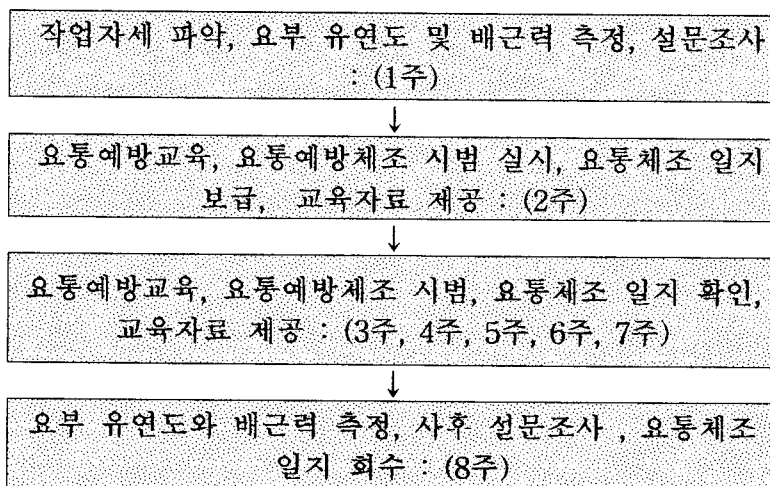 작업자세 파악, 요부 유연도 및 배근력 측정, 설문조사
: (1주)
↓
요통예방교육, 요통예방체조 시범 실시, 요통체조 일지
보급, 교육자료 제공 : (2주)
↓
요통예방교육, 요통예방체조 시범, 요통체조 일지 확인,
교육자료 제공 : (3주, 4주, 5주, 6주, 7주)
↓
요부 유연도와 배근력 측정, 사후 설문조사 , 요통체조
일지 회수 : (8주)